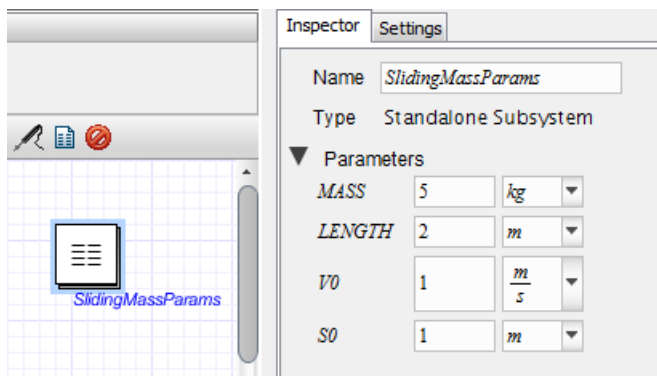 Inspector Settings
Name SlidingMassParams
Type Standalone Subsystem
Parameters
MASS 5 kg
LENGTH 2 m
V0 1 m/s
S0 1 m
SlidingMassParams